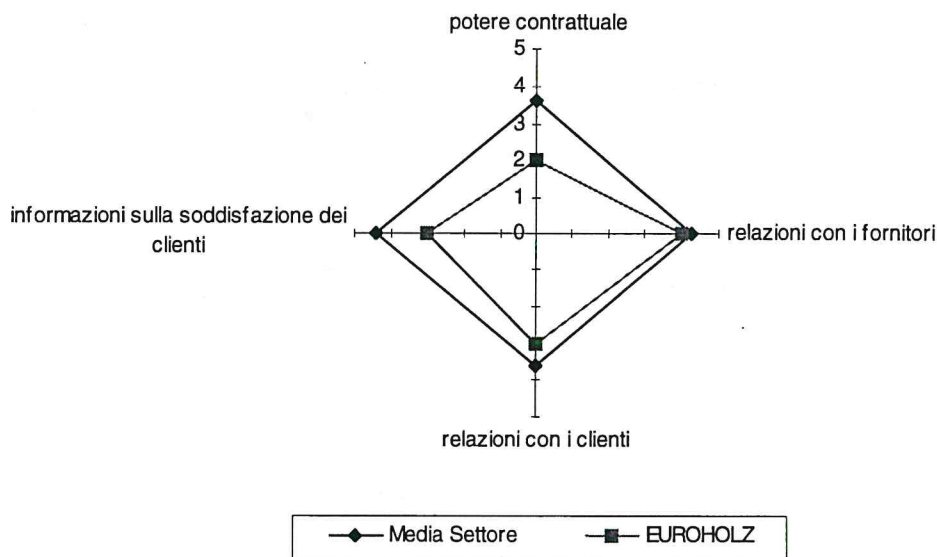 potere contrattuale
5
4
3
2
1
0
informazioni sulla soddisfazione dei
clienti
relazioni con i fornitori
relazioni con i clienti
Media Settore
EUROHOLZ